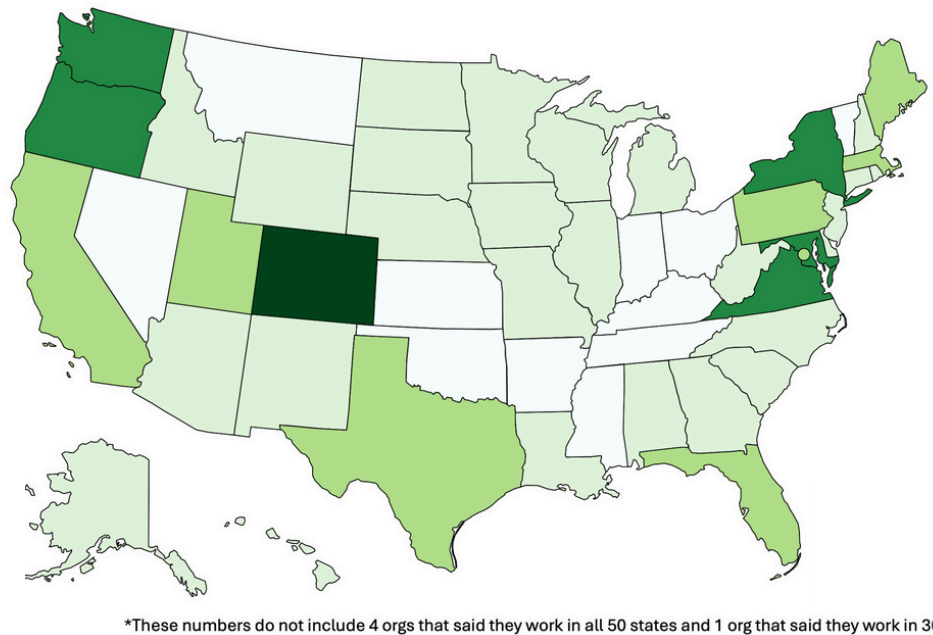 *These numbers do not include 4 orgs that said they work in all 50 states and 1 org that said they work in